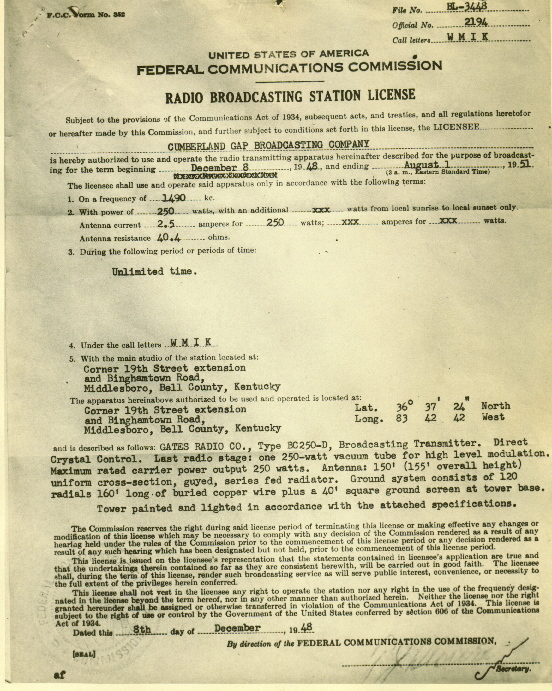 F.C.C. Form No. 352
File No. BL-3448
Official No. 2194
Call letters W M I K
UNITED STATES OF AMERICA
FEDERAL COMMUNICATIONS COMMISSION
RADIO BROADCASTING STATION LICENSE
Subject to the provisions of the Communications Act of 1934, subsequent acts, and treaties, and all regulations heretofore
or hereafter made by this Commission, and further subject to conditions set forth in this license, the LICENSEE
CUMBERLAND GAP BROADCASTING COMPANY
is hereby authorized to use and operate the radio transmitting apparatus hereinafter described for the purpose of broadcast-
ing for the term beginning December 8, 1948, and ending August 1, 1951
(3 a. m., Eastern Standard Time)
The licensee shall use and operate said apparatus only in accordance with the following terms:
1. On a frequency of 1490 kc.
2. With power of 250 watts, with an additional xxx watts from local sunrise to local sunset only.
Antenna current 2.5 amperes for 250 watts; xxx amperes for xxx watts.
Antenna resistance 40.4 ohms.
3. During the following period or periods of time:
Unlimited time.
4. Under the call letters W M I K
5. With the main studio of the station located at:
Corner 19th Street extension
and Binghamtown Road,
Middlesboro, Bell County, Kentucky
The apparatus hereinabove authorized to be used and operated is located at:
Corner 19th Street extension Lat. 36° 37' 24" North
and Binghamtown Road, Long. 83 42 42 West
Middlesboro, Bell County, Kentucky
and is described as follows: GATES RADIO CO., Type BC250-D, Broadcasting Transmitter. Direct
Crystal Control. Last radio stage: one 250-watt vacuum tube for high level modulation.
Maximum rated carrier power output 250 watts. Antenna: 150' (155' overall height)
uniform cross-section, guyed, series fed radiator. Ground system consists of 120
radials 160' long of buried copper wire plus a 40' square ground screen at tower base.
Tower painted and lighted in accordance with the attached specifications.
The Commission reserves the right during said license period of terminating this license or making effective any changes or
modification of this license which may be necessary to comply with any decision of the Commission rendered as a result of any
hearing held under the rules of the Commission prior to the commencement of this license period or any decision rendered as a
result of any such hearing which has been designated but not held, prior to the commencement of this license period.
This license is issued on the licensee's representation that the statements contained in licensee's application are true and
that the undertakings therein contained so far as they are consistent herewith, will be carried out in good faith. The licensee
shall, during the term of this license, render such broadcasting service as will serve public interest, convenience, or necessity to
the full extent of the privileges herein conferred.
This license shall not vest in the licensee any right to operate the station nor any right in the use of the frequency desig-
nated in the license beyond the term hereof, nor in any other manner than authorized herein. Neither the license nor the right
granted hereunder shall be assigned or otherwise transferred in violation of the Communications Act of 1934. This license is
subject to the right of use or control by the Government of the United States conferred by section 606 of the Communications
Act of 1934.
Dated this 8th day of December, 1948
By direction of the FEDERAL COMMUNICATIONS COMMISSION,
[SEAL]
Secretary.
af